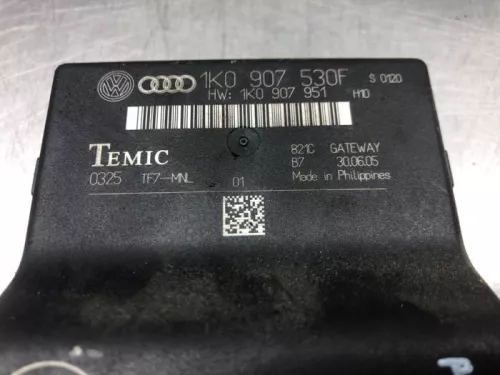 1K0 907 530F S 0120
HW: 1K0 907 951 H10
TEMIC
821C GATEWAY
0325 TF7-MNL 01 B7 30.06.05
Made in Philippines